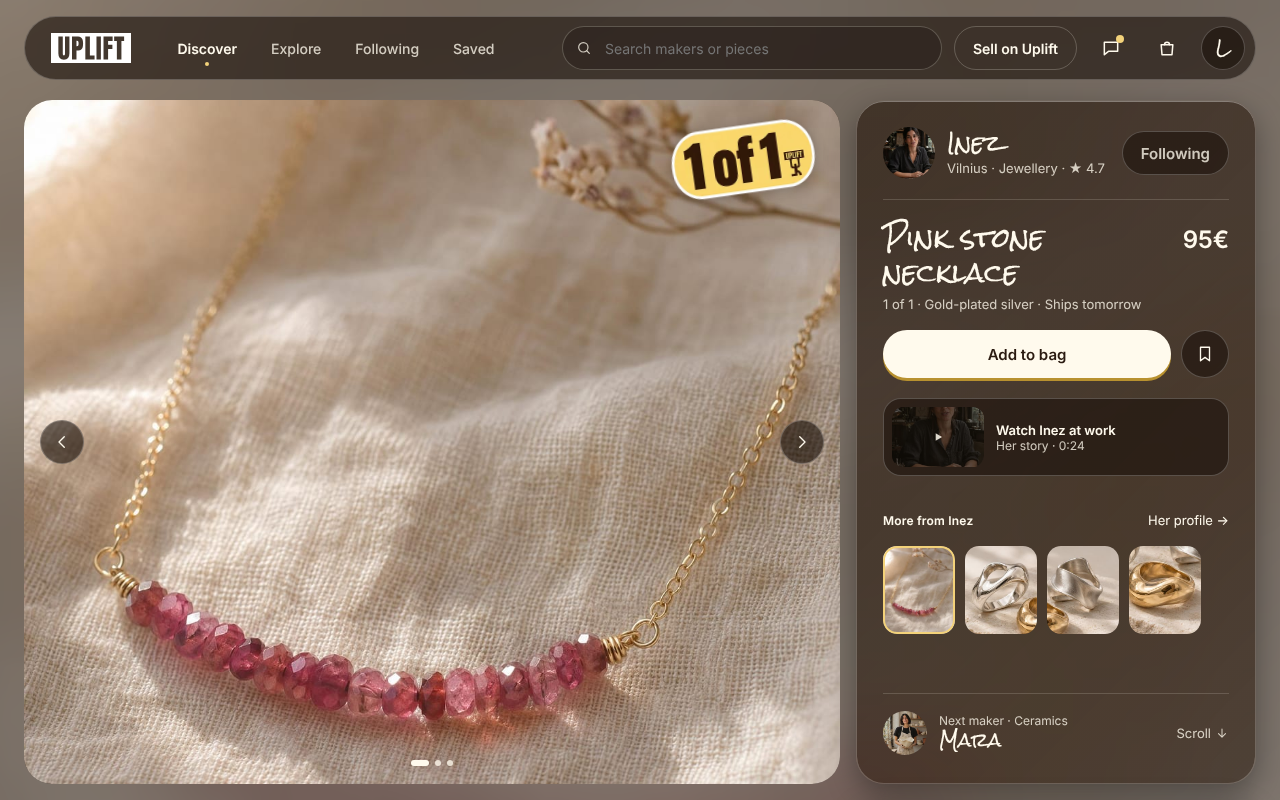 UPLIFT
Discover
Explore
Following
Saved
Search makers or pieces
Sell on Uplift
L
1 of 1
UPLIFT
Inez
Vilnius · Jewellery · ★ 4.7
Following
Pink stone
necklace
95€
1 of 1 · Gold-plated silver · Ships tomorrow
Add to bag
Watch Inez at work
Her story · 0:24
More from Inez
Her profile →
Next maker · Ceramics
Mara
Scroll ↓